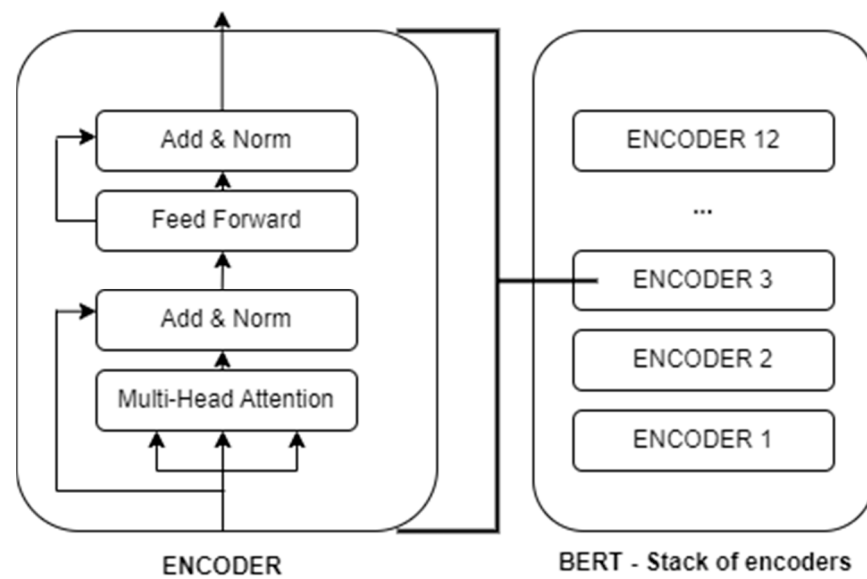 Add & Norm
Feed Forward
Add & Norm
Multi-Head Attention
ENCODER
ENCODER 12
...
ENCODER 3
ENCODER 2
ENCODER 1
BERT - Stack of encoders